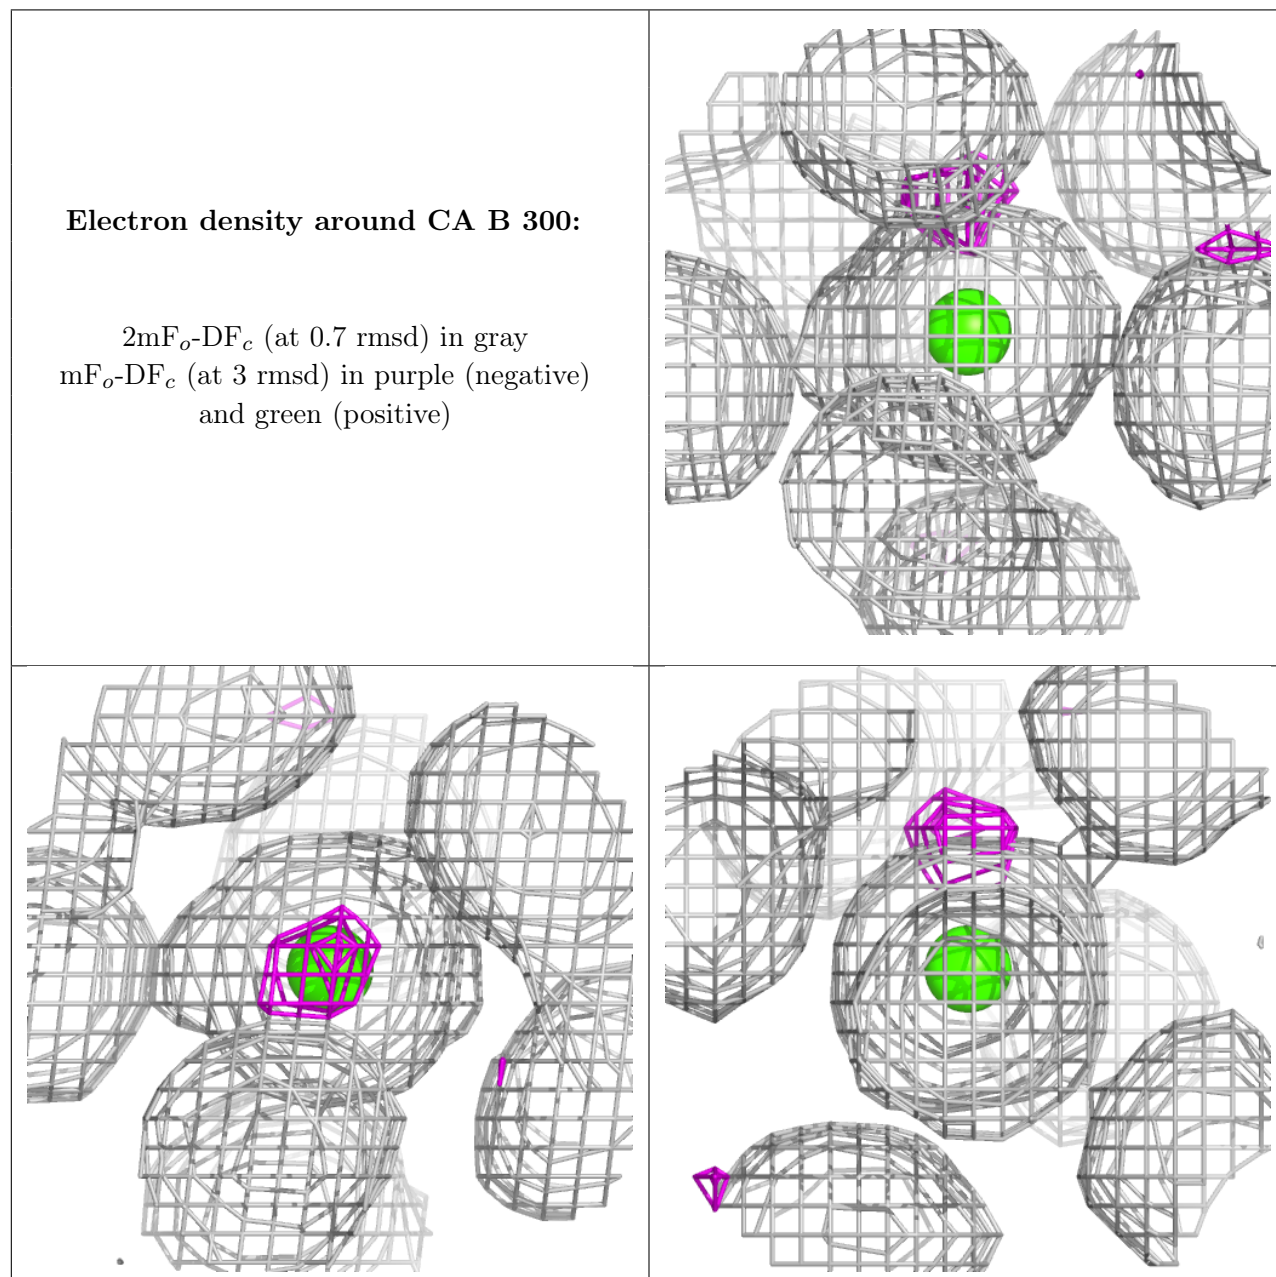 Electron density around CA B 300:
2mFo-DFc (at 0.7 rmsd) in gray
mFo-DFc (at 3 rmsd) in purple (negative)
and green (positive)